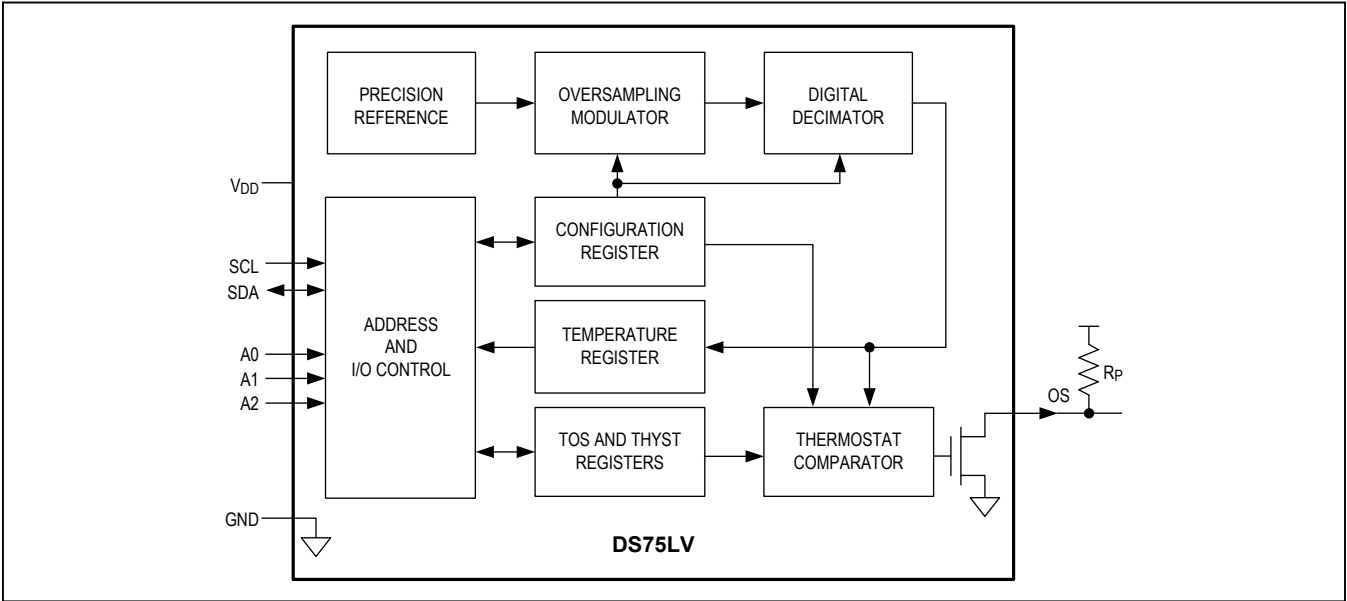 PRECISION
REFERENCE
OVERSAMPLING
MODULATOR
DIGITAL
DECIMATOR
VDD
SCL
SDA
A0
A1
A2
GND
ADDRESS
AND
I/O CONTROL
CONFIGURATION
REGISTER
TEMPERATURE
REGISTER
TOS AND THYST
REGISTERS
THERMOSTAT
COMPARATOR
OS
RP
DS75LV